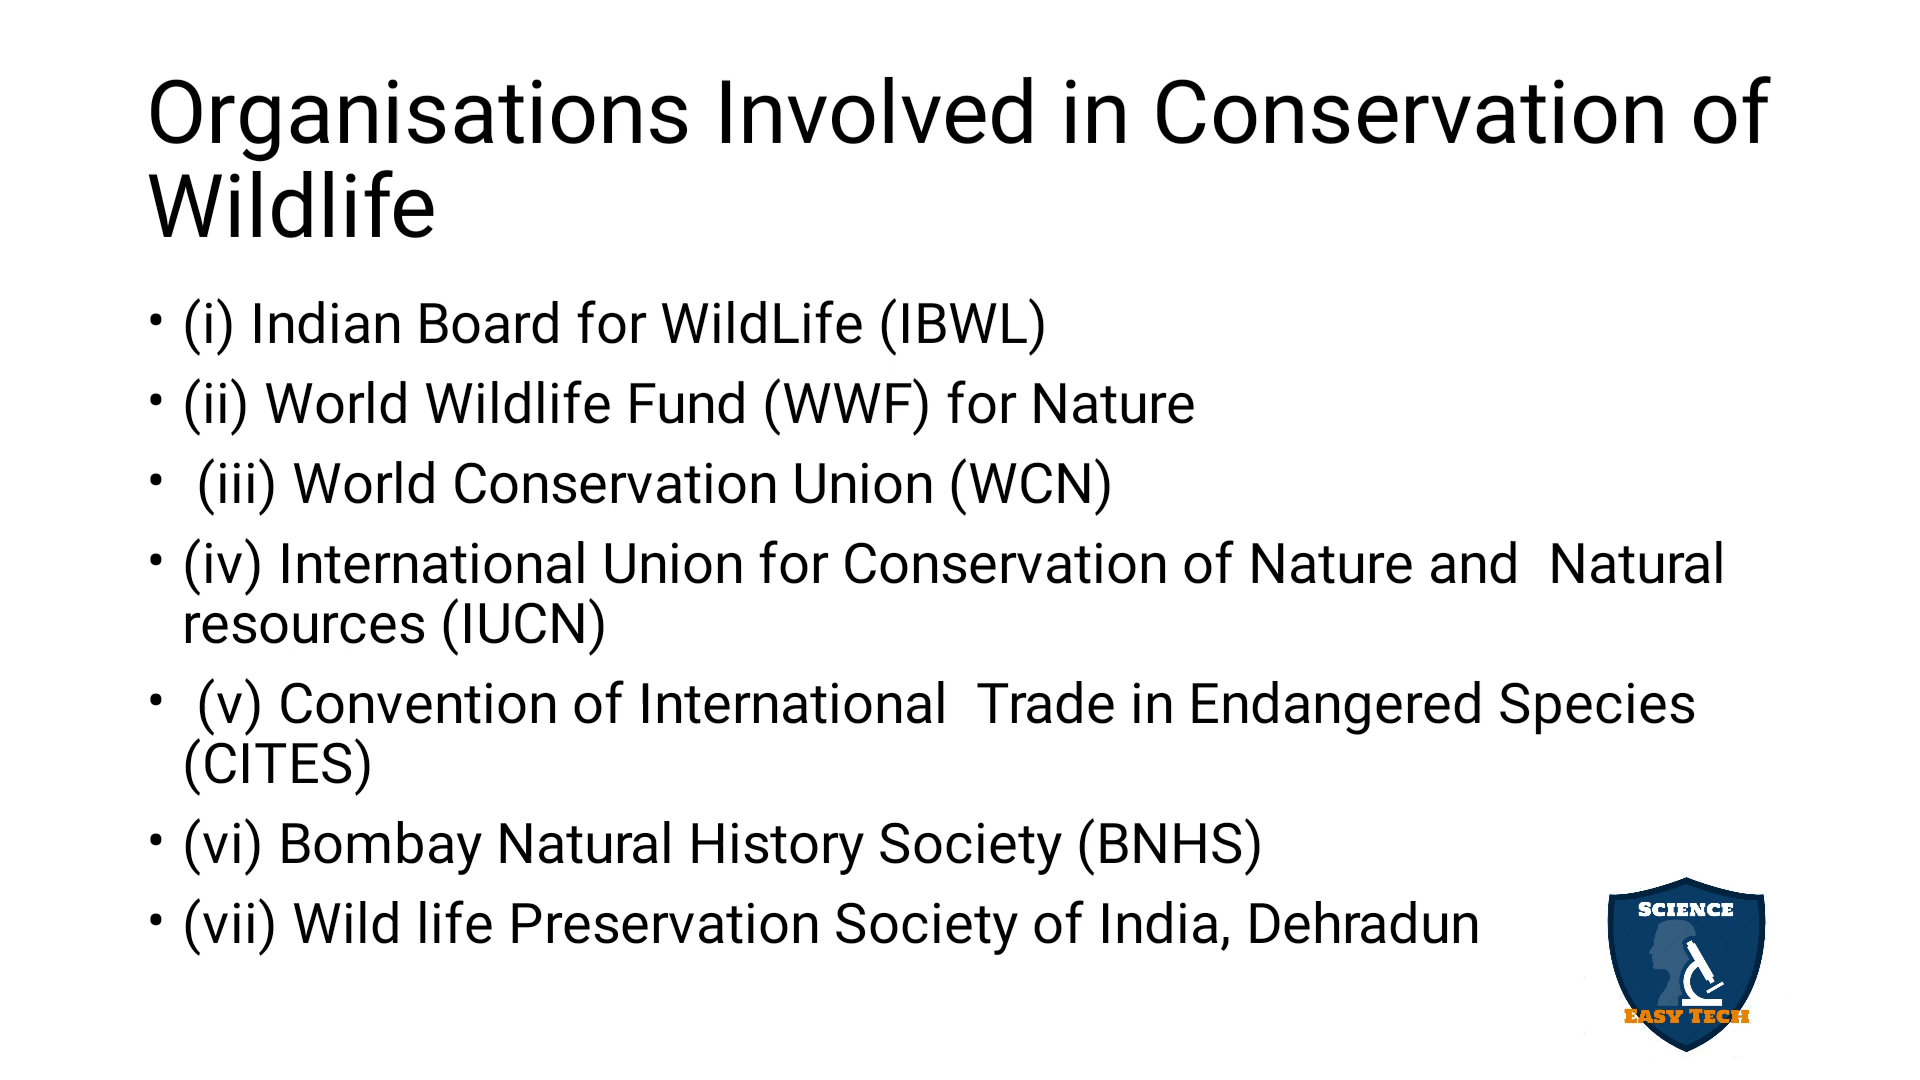 Organisations Involved in Conservation of
Wildlife
• (i) Indian Board for WildLife (IBWL)
• (ii) World Wildlife Fund (WWF) for Nature
•  (iii) World Conservation Union (WCN)
• (iv) International Union for Conservation of Nature and  Natural
resources (IUCN)
•  (v) Convention of International  Trade in Endangered Species
(CITES)
• (vi) Bombay Natural History Society (BNHS)
• (vii) Wild life Preservation Society of India, Dehradun
SCIENCE
EASY TECH